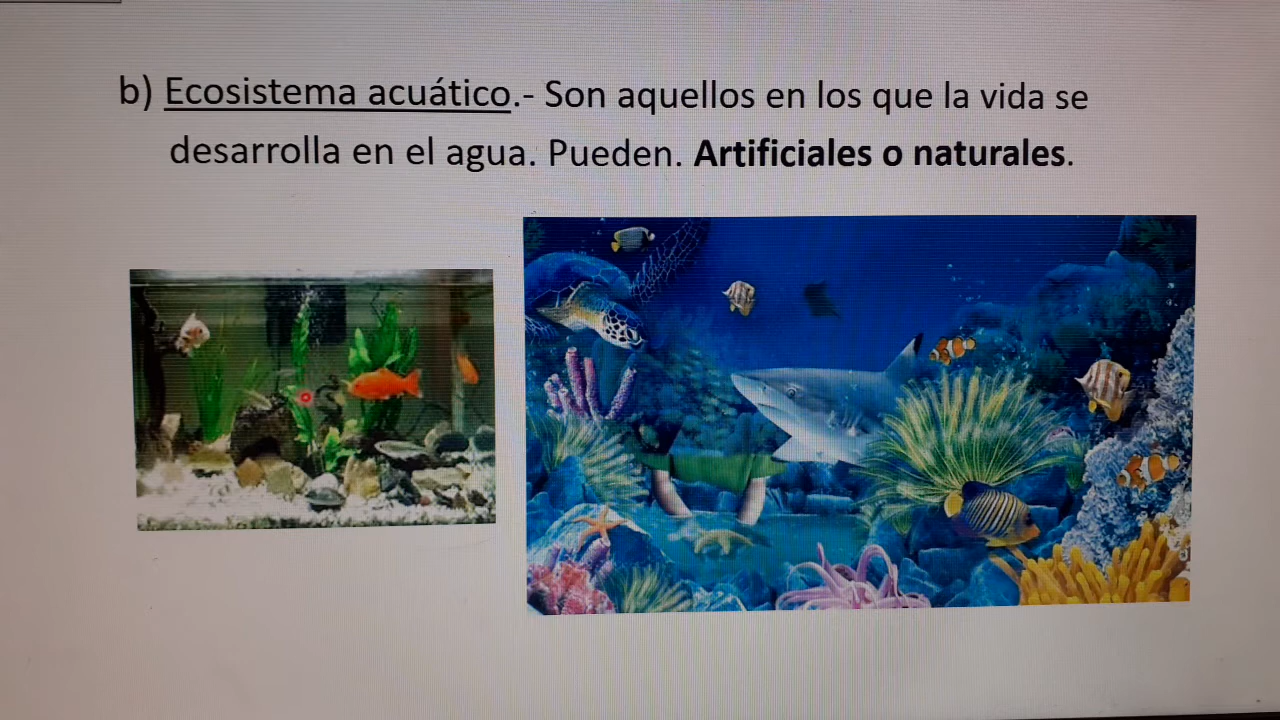 b) Ecosistema acuático.- Son aquellos en los que la vida se
desarrolla en el agua. Pueden. Artificiales o naturales.